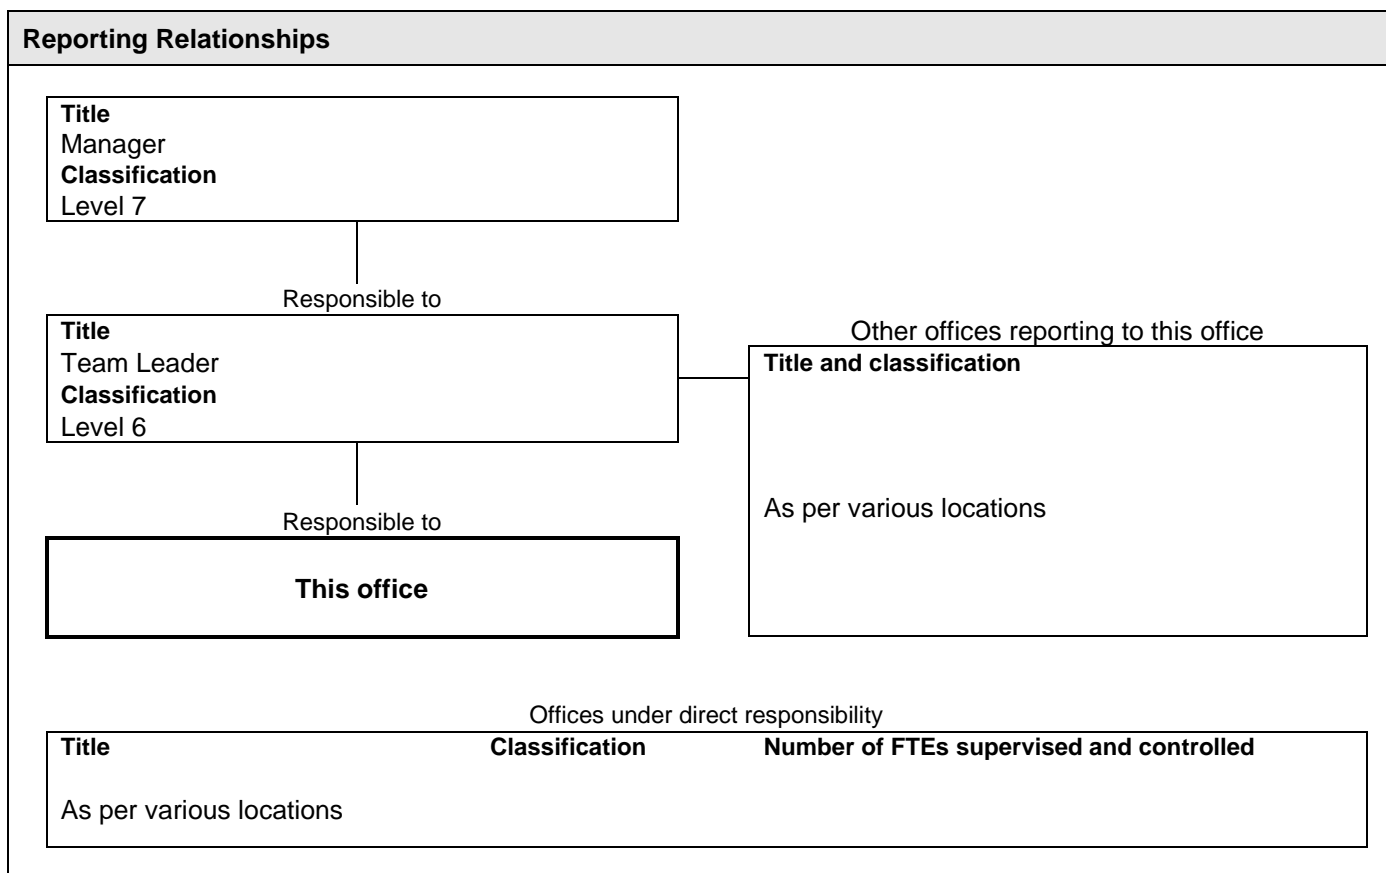 Reporting Relationships
Title
Manager
Classification
Level 7
Responsible to
Title
Team Leader
Classification
Level 6
Other offices reporting to this office
Title and classification
As per various locations
Responsible to
This office
Offices under direct responsibility
Title Classification Number of FTEs supervised and controlled
As per various locations